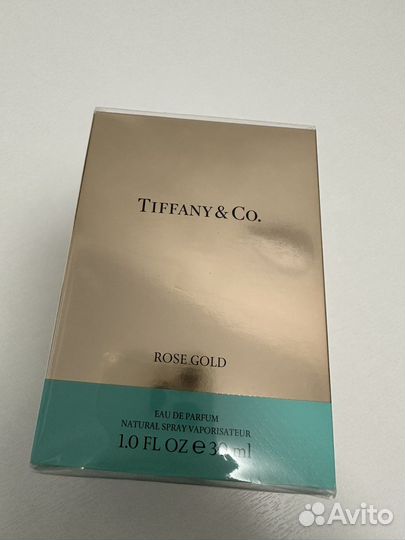 TIFFANY & CO.
ROSE GOLD
EAU DE PARFUM
NATURAL SPRAY VAPORISATEUR
1.0 FL OZ e 30 ml
Avito